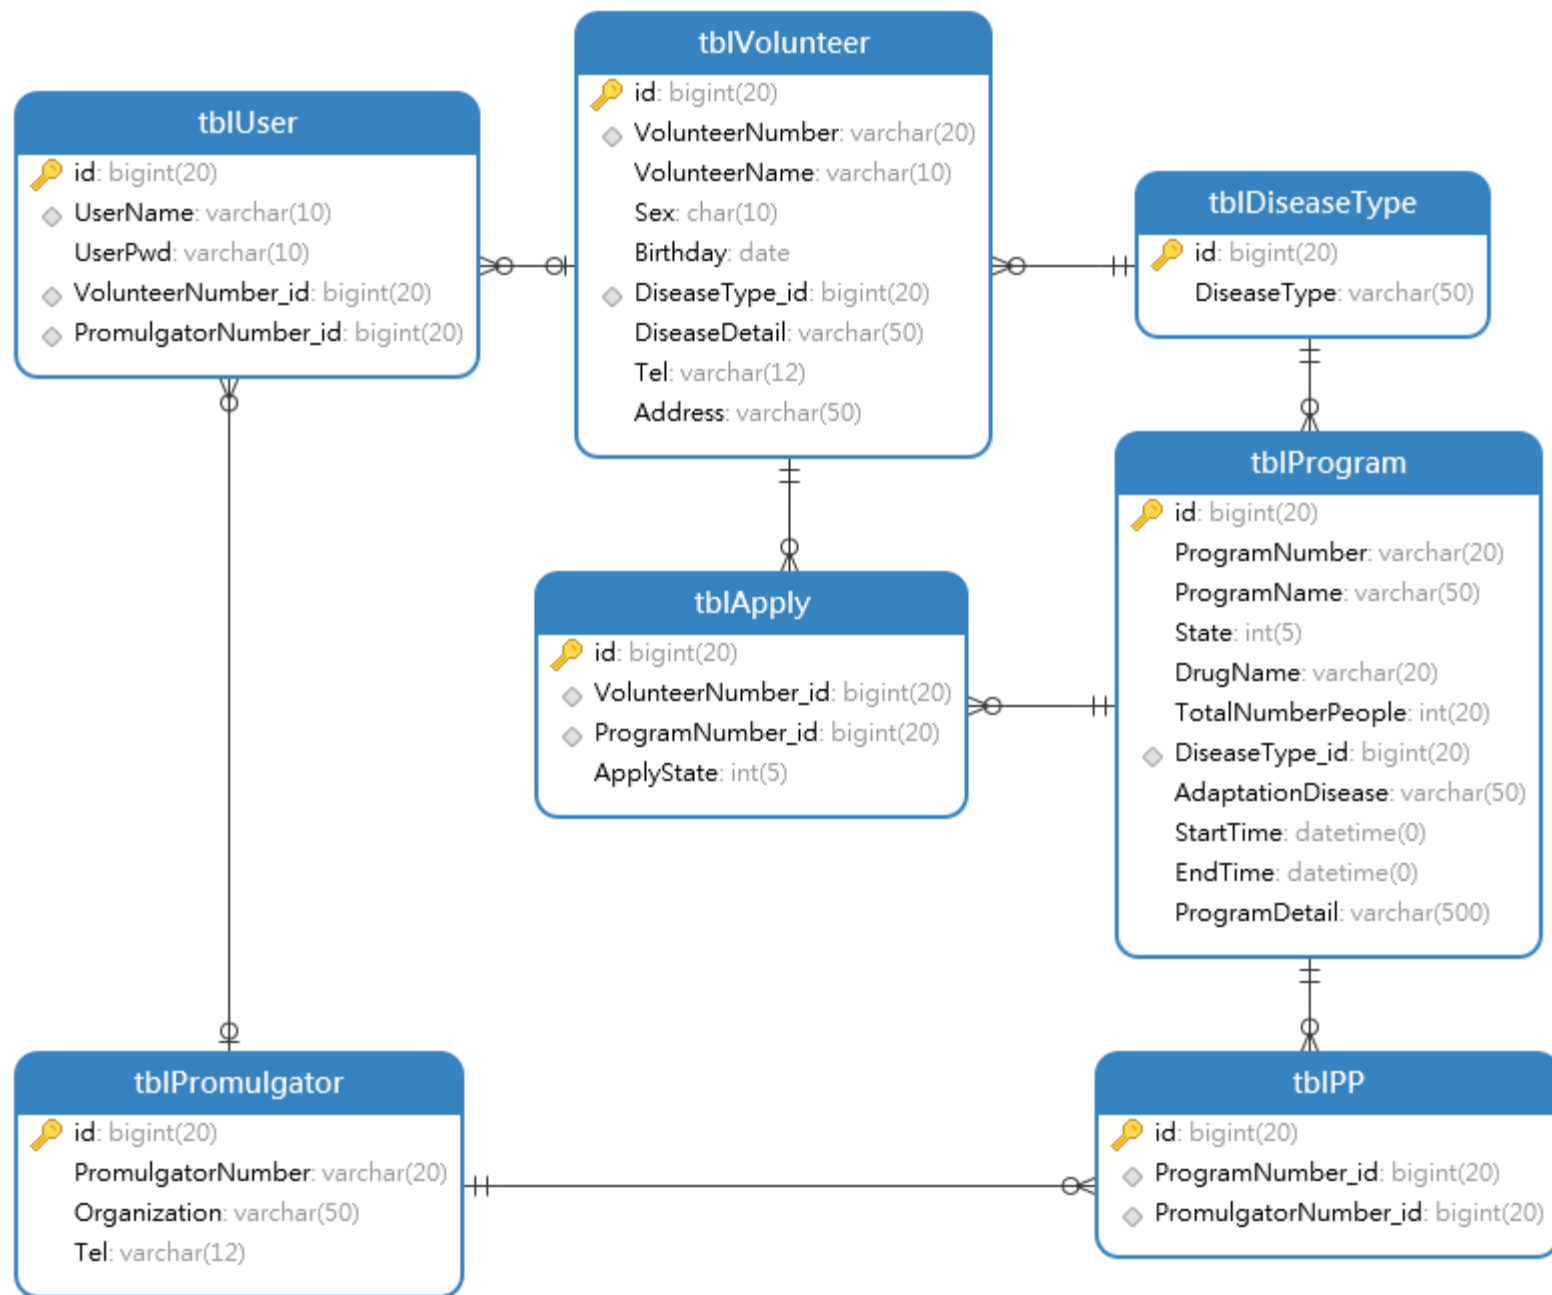 tblUser
id: bigint(20)
UserName: varchar(10)
UserPwd: varchar(10)
VolunteerNumber_id: bigint(20)
PromulgatorNumber_id: bigint(20)
tblVolunteer
id: bigint(20)
VolunteerNumber: varchar(20)
VolunteerName: varchar(10)
Sex: char(10)
Birthday: date
DiseaseType_id: bigint(20)
DiseaseDetail: varchar(50)
Tel: varchar(12)
Address: varchar(50)
tblDiseaseType
id: bigint(20)
DiseaseType: varchar(50)
tblApply
id: bigint(20)
VolunteerNumber_id: bigint(20)
ProgramNumber_id: bigint(20)
ApplyState: int(5)
tblProgram
id: bigint(20)
ProgramNumber: varchar(20)
ProgramName: varchar(50)
State: int(5)
DrugName: varchar(20)
TotalNumberPeople: int(20)
DiseaseType_id: bigint(20)
AdaptationDisease: varchar(50)
StartTime: datetime(0)
EndTime: datetime(0)
ProgramDetail: varchar(500)
tblPromulgator
id: bigint(20)
PromulgatorNumber: varchar(20)
Organization: varchar(50)
Tel: varchar(12)
tblPP
id: bigint(20)
ProgramNumber_id: bigint(20)
PromulgatorNumber_id: bigint(20)